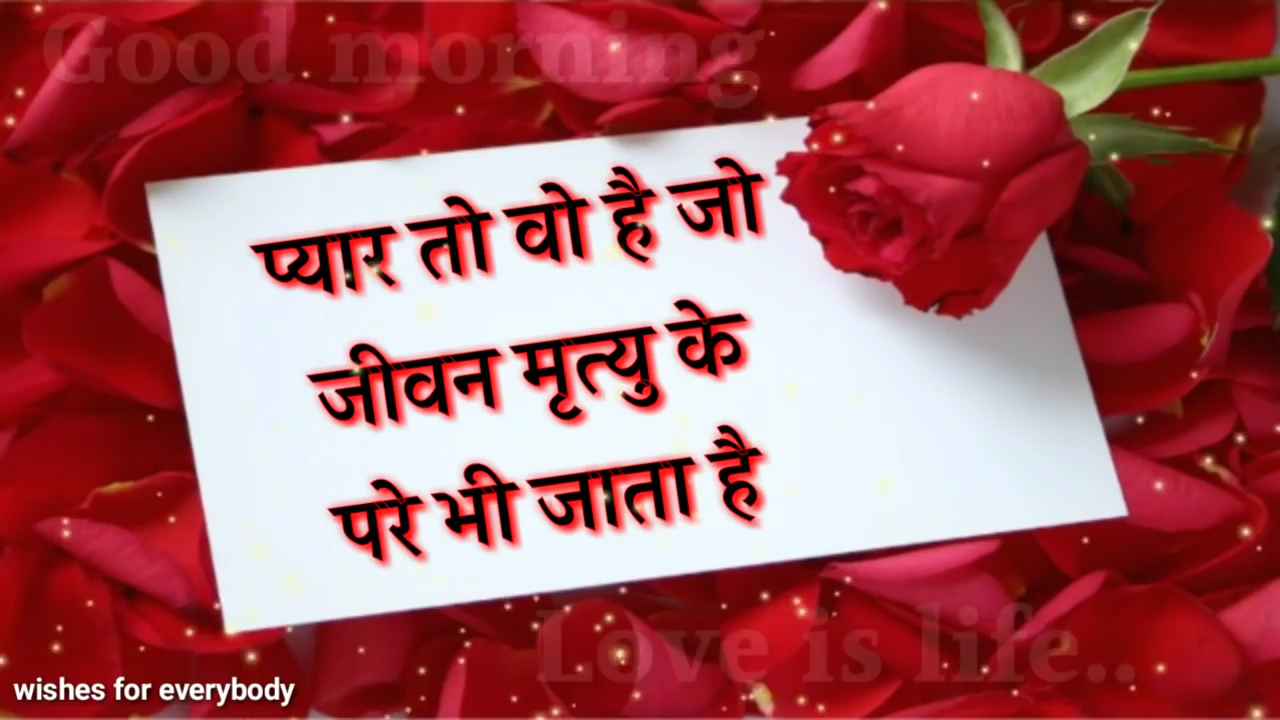 Good morning
प्यार तो वो है जो
जीवन मृत्यु के
परे भी जाता है
Love is life..
wishes for everybody